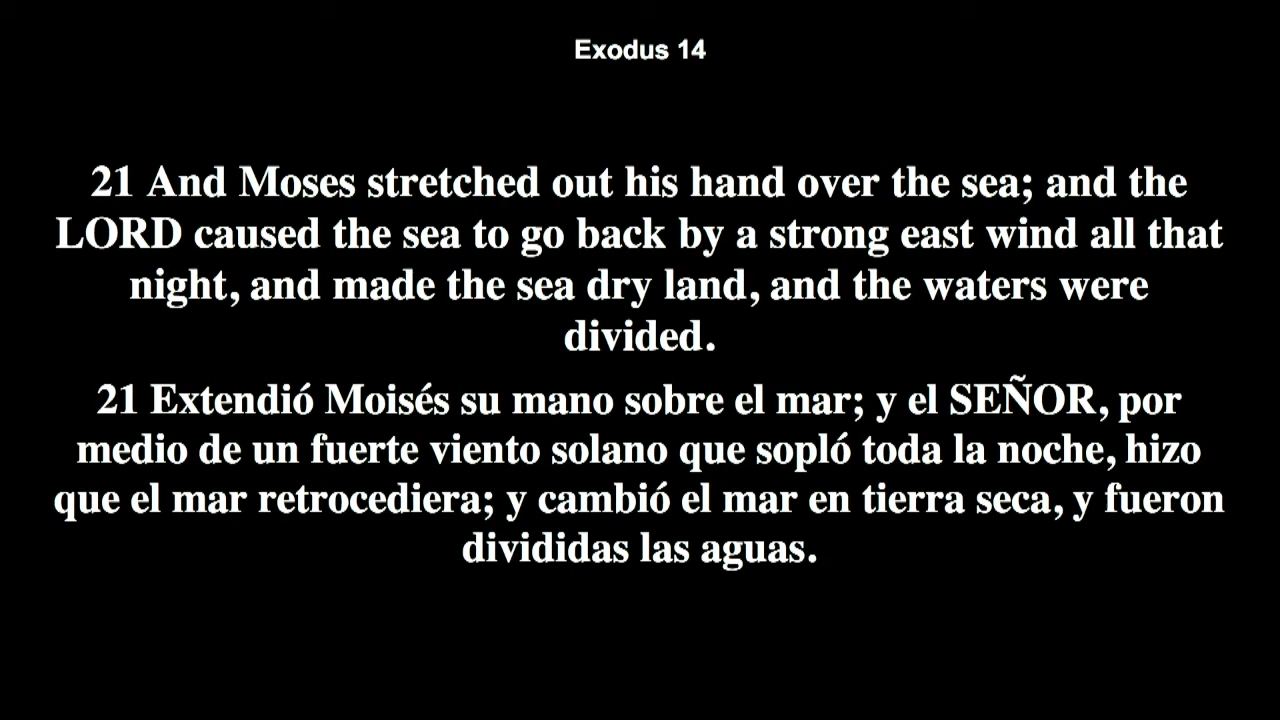 Exodus 14
21 And Moses stretched out his hand over the sea; and the
LORD caused the sea to go back by a strong east wind all that
night, and made the sea dry land, and the waters were
divided.
21 Extendió Moisés su mano sobre el mar; y el SEÑOR, por
medio de un fuerte viento solano que sopló toda la noche, hizo
que el mar retrocediera; y cambió el mar en tierra seca, y fueron
divididas las aguas.